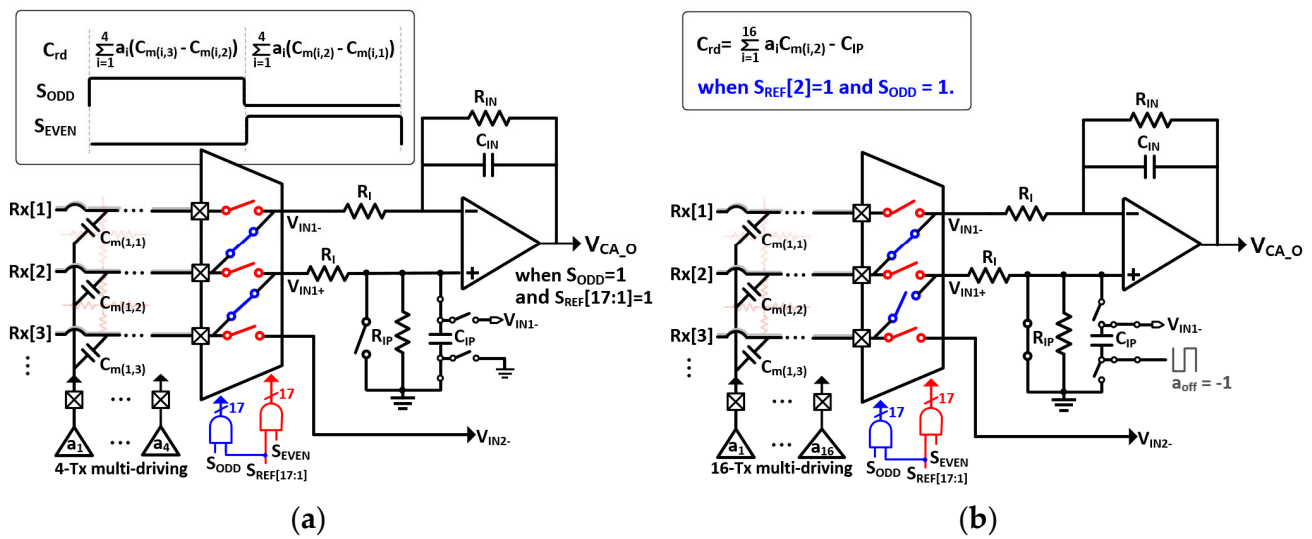 C_rd  ∑_{i=1}^{4} a_i(C_m(i,3) - C_m(i,2))  ∑_{i=1}^{4} a_i(C_m(i,2) - C_m(i,1))
S_ODD
S_EVEN
R_IN
C_IN
Rx[1]
Rx[2]
Rx[3]
C_m(1,1)
C_m(1,2)
C_m(1,3)
V_IN1-
V_IN1+
R_I
R_I
−
+
V_CA_O
when S_ODD=1
and S_REF[17:1]=1
R_IP
C_IP
V_IN1-
17
17
a_1
a_4
4-Tx multi-driving
S_ODD
S_EVEN
S_REF[17:1]
V_IN2-
(a)
C_rd= ∑_{i=1}^{16} a_iC_m(i,2) - C_IP
when S_REF[2]=1 and S_ODD = 1.
R_IN
C_IN
Rx[1]
Rx[2]
Rx[3]
C_m(1,1)
C_m(1,2)
C_m(1,3)
V_IN1-
V_IN1+
R_I
R_I
−
+
V_CA_O
R_IP
C_IP
V_IN1-
a_off = -1
17
17
a_1
a_16
16-Tx multi-driving
S_ODD
S_EVEN
S_REF[17:1]
V_IN2-
(b)